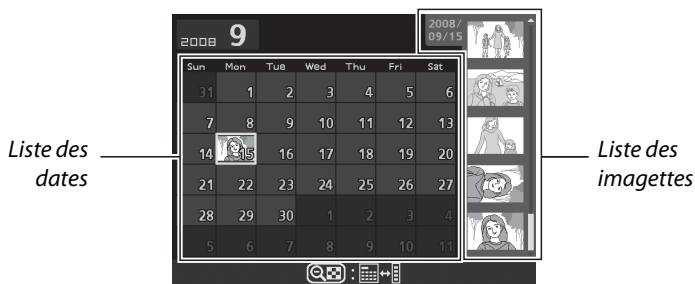 2008 9
2008/
09/15
Sun Mon Tue Wed Thu Fri Sat
31 1 2 3 4 5 6
7 8 9 10 11 12 13
14 15 16 17 18 19 20
21 22 23 24 25 26 27
28 29 30 1 2 3 4
5 6 7 8 9 10 11
Liste des
dates
Liste des
imagettes
: